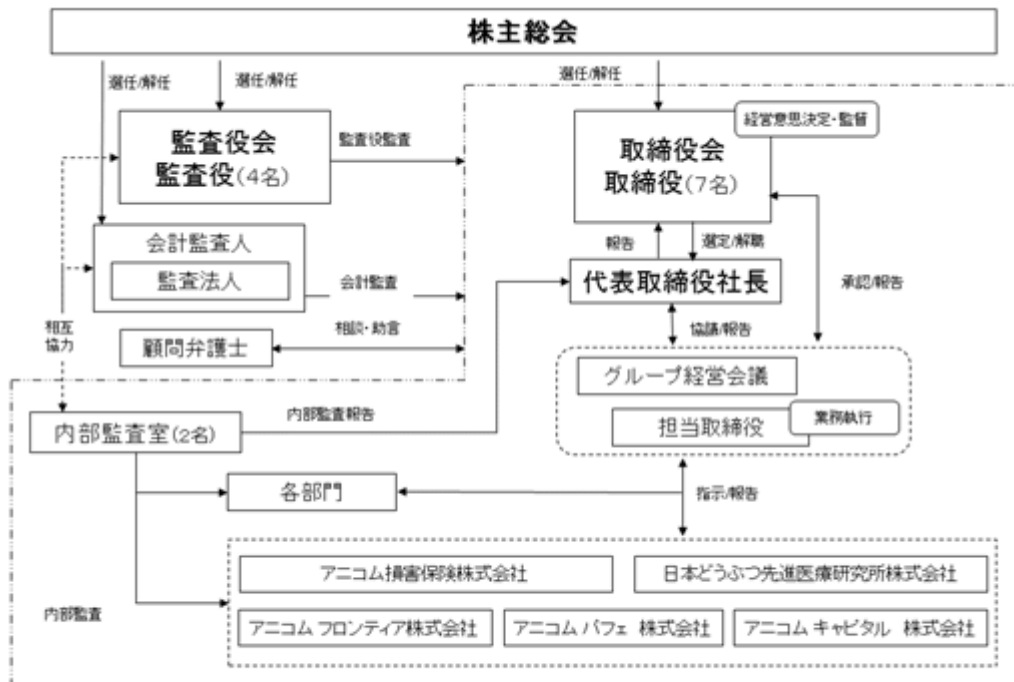 株主総会
選任/解任
選任/解任
選任/解任
監査役会
監査役(4名)
監査役監査
経営意思決定・監督
取締役会
取締役(7名)
会計監査人
監査法人
会計監査
報告
選定/解職
代表取締役社長
承認/報告
相互
協力
顧問弁護士
相談・助言
協議/報告
グループ経営会議
担当取締役
業務執行
内部監査室(2名)
内部監査報告
各部門
指示/報告
アニコム損害保険株式会社
日本どうぶつ先進医療研究所株式会社
内部監査
アニコム フロンティア株式会社
アニコム パフェ 株式会社
アニコム キャピタル 株式会社